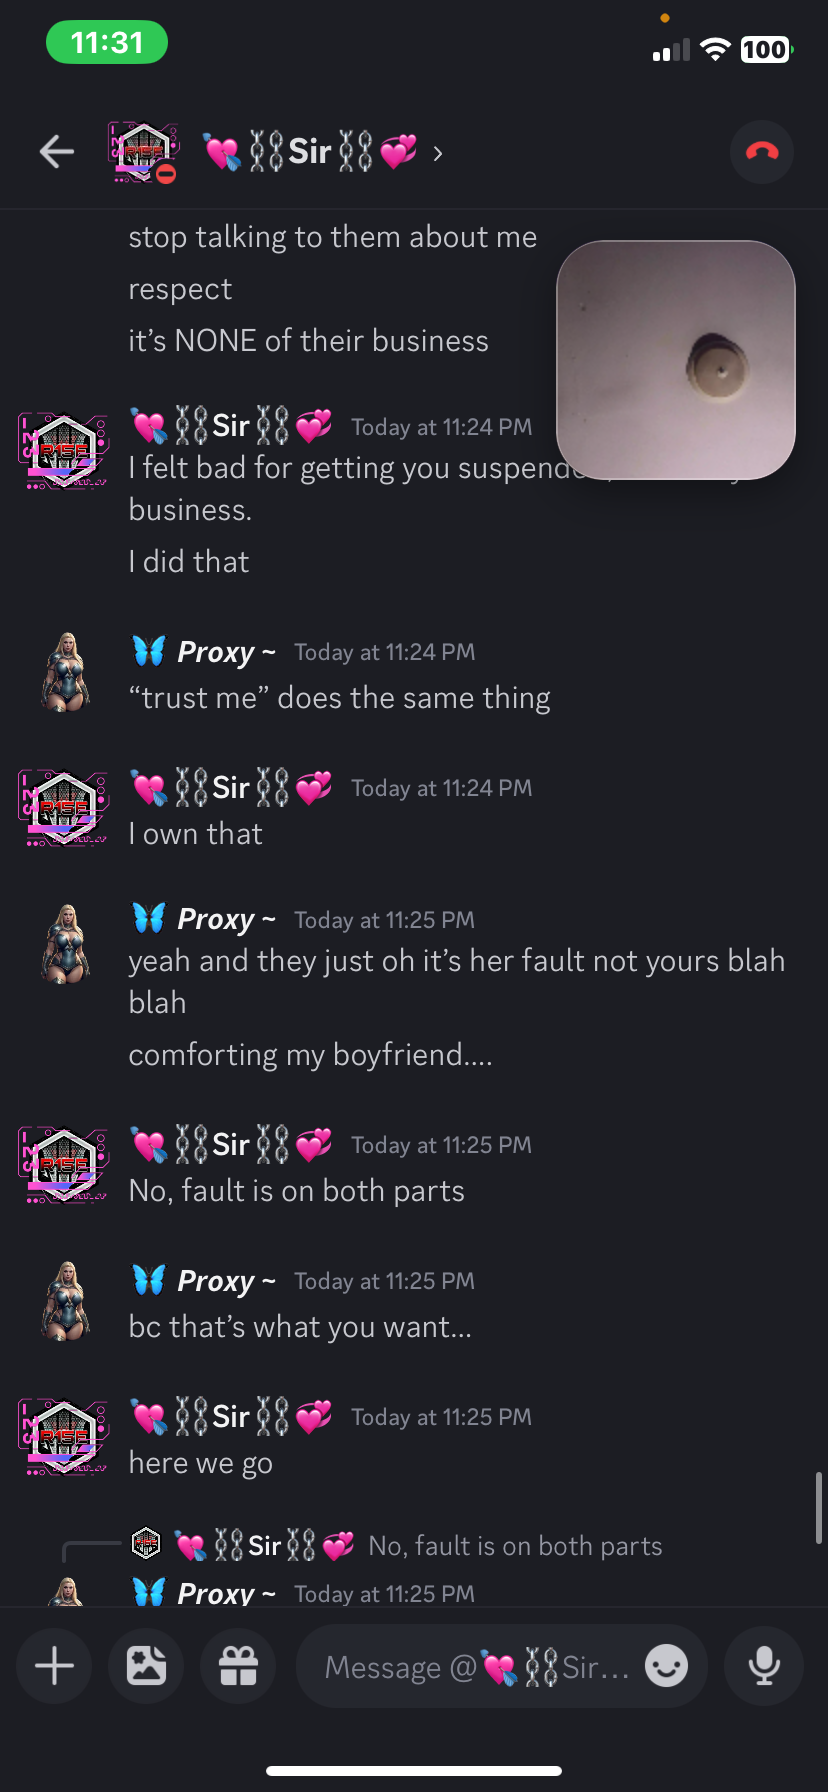 11:31
100
💘⛓Sir⛓💞 ›
stop talking to them about me
respect
it’s NONE of their business
💘⛓Sir⛓💞 Today at 11:24 PM
I felt bad for getting you suspended,
business.
I did that
🦋 Proxy ~ Today at 11:24 PM
“trust me” does the same thing
💘⛓Sir⛓💞 Today at 11:24 PM
I own that
🦋 Proxy ~ Today at 11:25 PM
yeah and they just oh it’s her fault not yours blah
blah
comforting my boyfriend....
💘⛓Sir⛓💞 Today at 11:25 PM
No, fault is on both parts
🦋 Proxy ~ Today at 11:25 PM
bc that’s what you want...
💘⛓Sir⛓💞 Today at 11:25 PM
here we go
💘⛓Sir⛓💞 No, fault is on both parts
🦋 Proxy ~ Today at 11:25 PM
Message @💘⛓Sir...